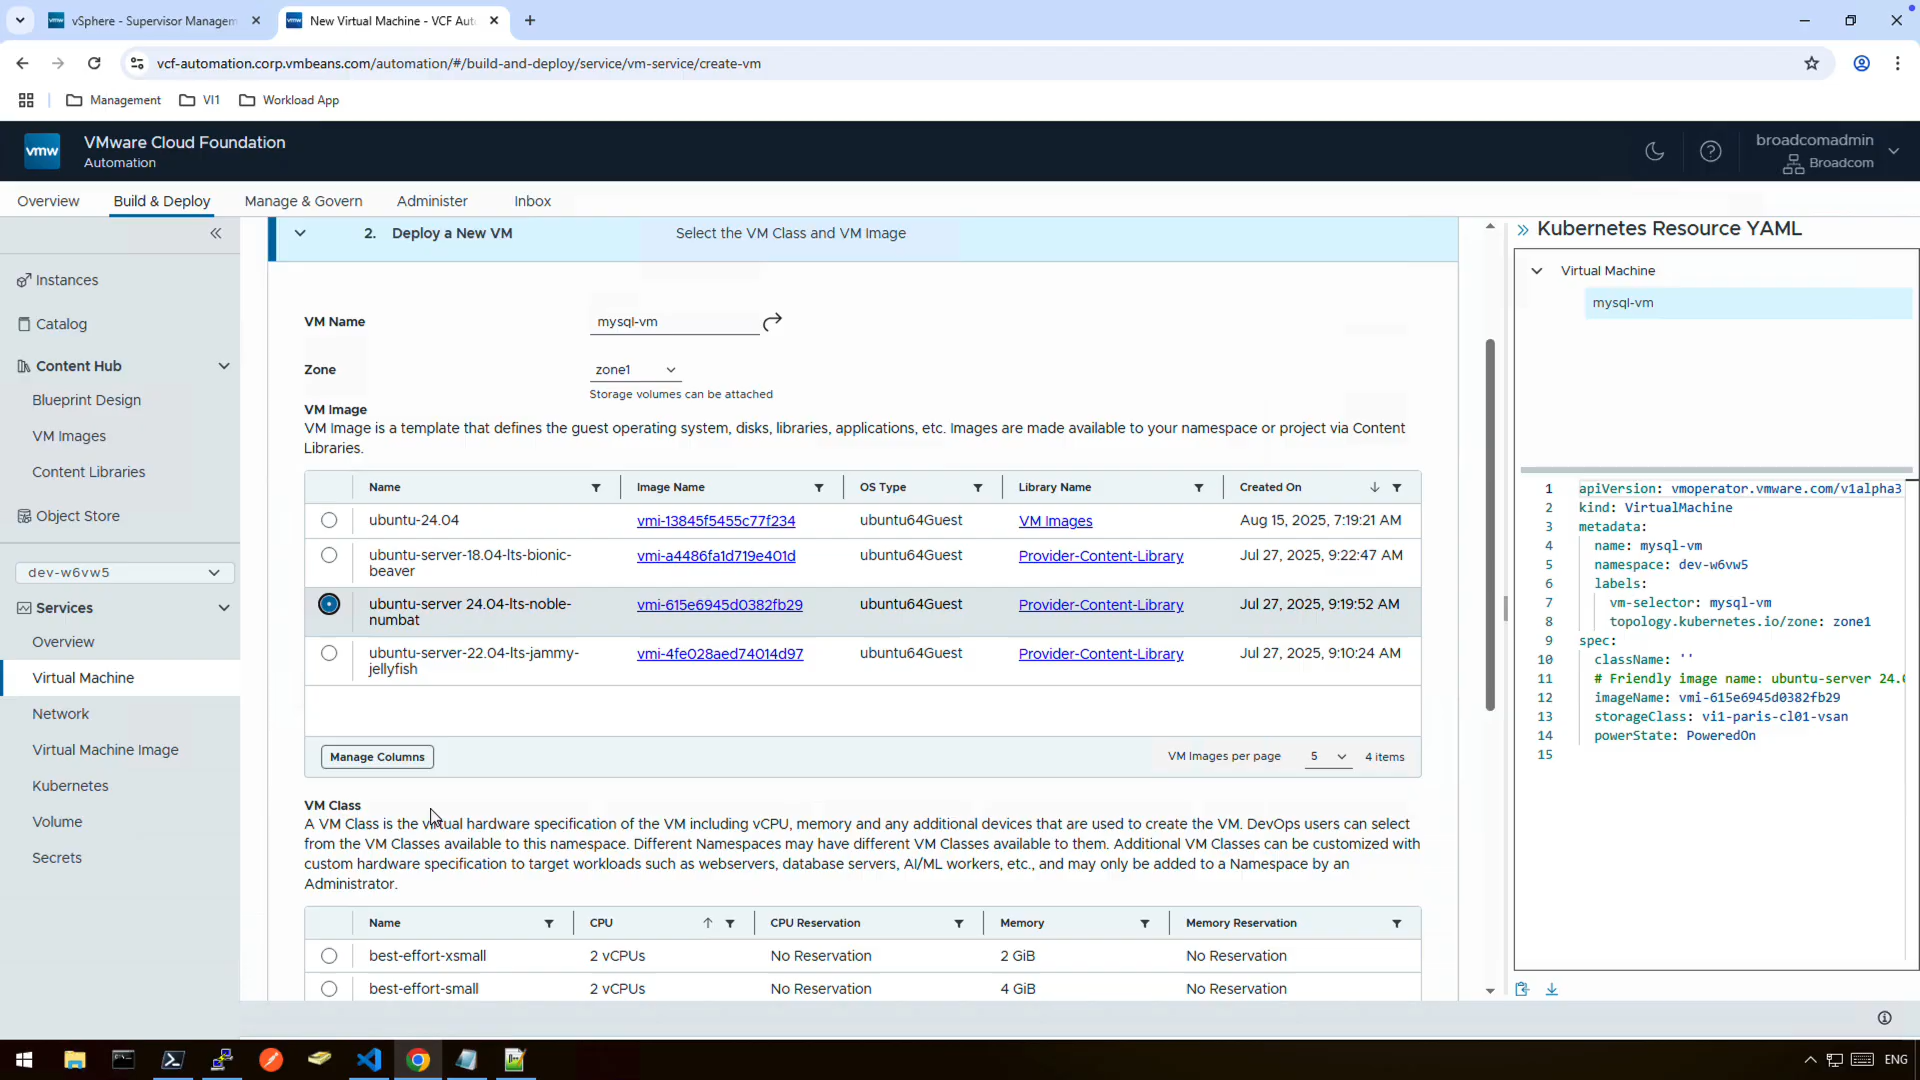 vSphere - Supervisor Managem
New Virtual Machine - VCF Aut
vcf-automation.corp.vmbeans.com/automation/#/build-and-deploy/service/vm-service/create-vm
Management
VI1
Workload App
vmw
VMware Cloud Foundation
Automation
broadcomadmin
Broadcom
Overview
Build & Deploy
Manage & Govern
Administer
Inbox
Instances
Catalog
Content Hub
Blueprint Design
VM Images
Content Libraries
Object Store
dev-w6vw5
Services
Overview
Virtual Machine
Network
Virtual Machine Image
Kubernetes
Volume
Secrets
2. Deploy a New VM Select the VM Class and VM Image
VM Name mysql-vm
Zone zone1
Storage volumes can be attached
VM Image
VM Image is a template that defines the guest operating system, disks, libraries, applications, etc. Images are made available to your namespace or project via Content
Libraries.
Name Image Name OS Type Library Name Created On
ubuntu-24.04 vmi-13845f5455c77f234 ubuntu64Guest VM Images Aug 15, 2025, 7:19:21 AM
ubuntu-server-18.04-lts-bionic- vmi-a4486fa1d719e401d ubuntu64Guest Provider-Content-Library Jul 27, 2025, 9:22:47 AM
beaver
ubuntu-server 24.04-lts-noble- vmi-615e6945d0382fb29 ubuntu64Guest Provider-Content-Library Jul 27, 2025, 9:19:52 AM
numbat
ubuntu-server-22.04-lts-jammy- vmi-4fe028aed74014d97 ubuntu64Guest Provider-Content-Library Jul 27, 2025, 9:10:24 AM
jellyfish
Manage Columns VM Images per page 5 4 items
VM Class
A VM Class is the virtual hardware specification of the VM including vCPU, memory and any additional devices that are used to create the VM. DevOps users can select
from the VM Classes available to this namespace. Different Namespaces may have different VM Classes available to them. Additional VM Classes can be customized with
custom hardware specification to target workloads such as webservers, database servers, AI/ML workers, etc., and may only be added to a Namespace by an
Administrator.
Name CPU CPU Reservation Memory Memory Reservation
best-effort-xsmall 2 vCPUs No Reservation 2 GiB No Reservation
best-effort-small 2 vCPUs No Reservation 4 GiB No Reservation
Kubernetes Resource YAML
Virtual Machine
mysql-vm
1 apiVersion: vmoperator.vmware.com/v1alpha3
2 kind: VirtualMachine
3 metadata:
4 name: mysql-vm
5 namespace: dev-w6vw5
6 labels:
7 vm-selector: mysql-vm
8 topology.kubernetes.io/zone: zone1
9 spec:
10 className: ''
11 # Friendly image name: ubuntu-server 24.0
12 imageName: vmi-615e6945d0382fb29
13 storageClass: vi1-paris-cl01-vsan
14 powerState: PoweredOn
15
ENG